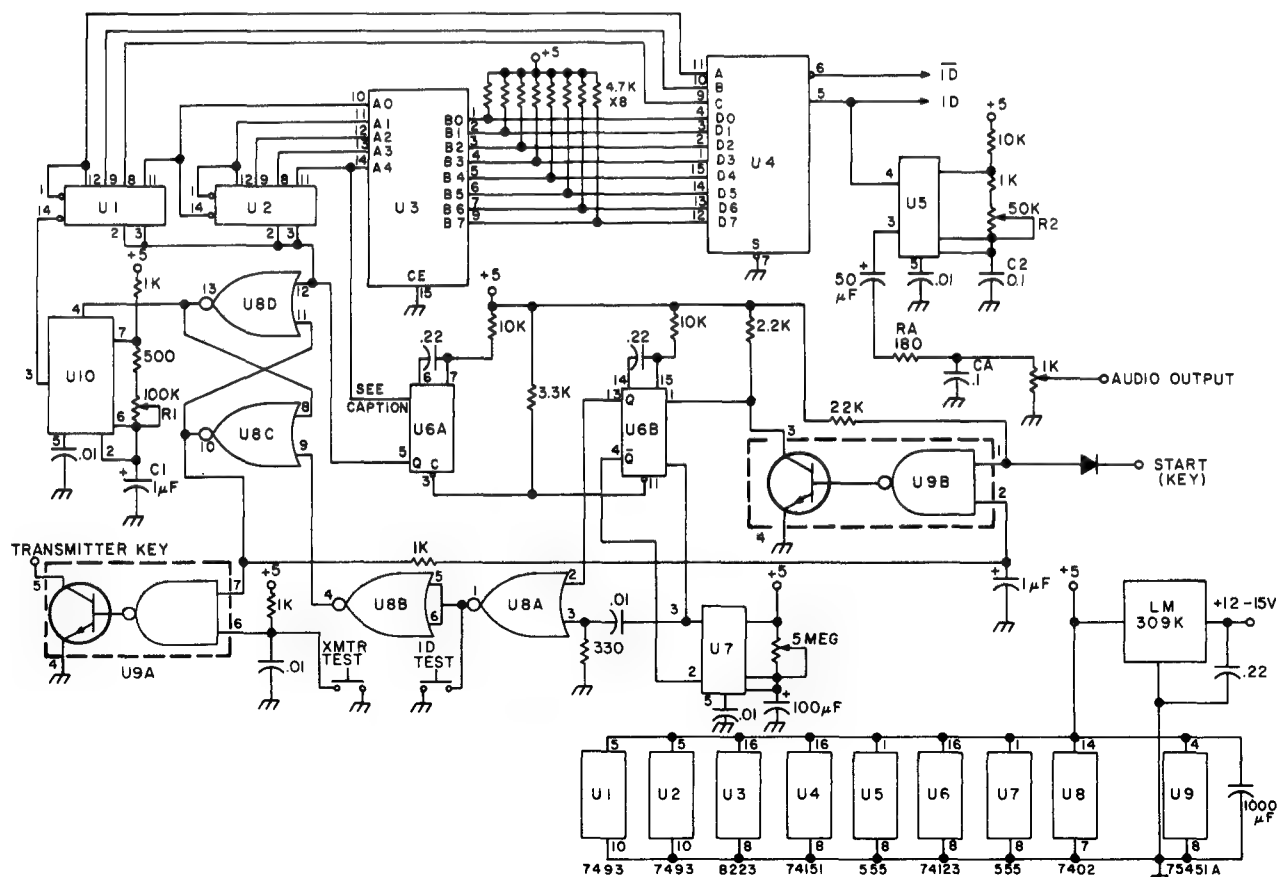 +5
4.7K
X8
10 A0
11 A1
12 A2
13 A3
14 A4
U3
CE
15
B0 1
B1 2
B2 3
B3 4
B4 5
B5 6
B6 7
B7 9
11 A
10 B
9 C
4 D0
3 D1
2 D2
1 D3
15 D4
14 D5
13 D6
12 D7
U4
S
7
6 I̅D̅
5 ID
+5
10K
1K
50K
R2
4
U5
3
5
.01
C2
0.1
50
µF
RA
180
CA
.1
1K
AUDIO OUTPUT
12 9 8 11
1
14
U1
2 3
12 9 8 11
1
14
U2
2 3
+5
1K
4
7
500
100K
R1
3
U10
6
5
2
.01
C1
1µF
13
U8D
12
11
10
U8C
8
9
+5
10K
.22
6 7
SEE
CAPTION
U6A
5 Q C
3
3.3K
10K
.22
14 15
13 Q
1
U6B
4 Q̅
11
2.2K
22K
3
U9B
1
2
4
START
(KEY)
TRANSMITTER KEY
5
7
6
4
U9A
+5
1K
.01
XMTR
TEST
ID
TEST
1K
4
U8B
5
6
1
U8A
2
3
.01
330
3
U7
2
5
.01
+5
5 MEG
100µF
1µF
+5
LM
309K
+12-15V
.22
5 5 16 16 1 16 1 14 4
U1 U2 U3 U4 U5 U6 U7 U8 U9
1000
µF
10 10 8 8 8 8 8 7 8
7493 7493 8223 74151 555 74123 555 7402 75451A